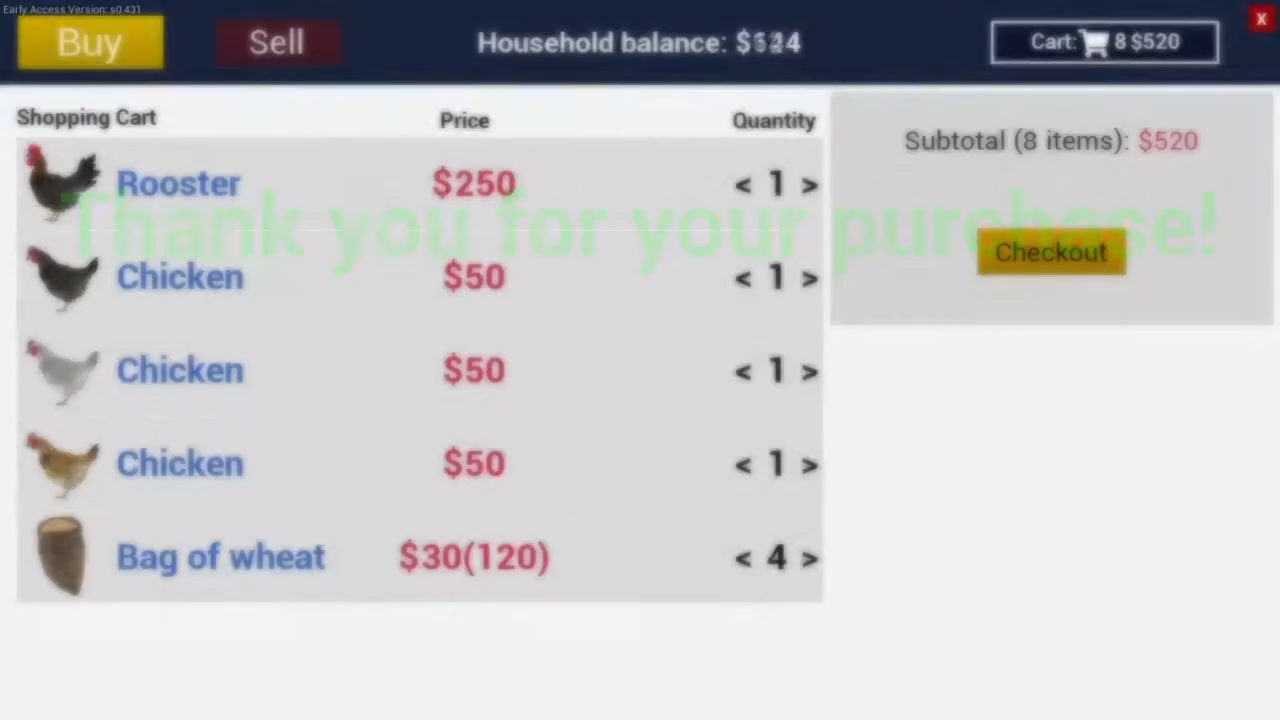 Early Access Version: s0.431
Buy
Sell
Household balance:
Cart: 8 $520
X
Shopping Cart
Price
Quantity
Rooster
$250
< 1 >
Thank you for your purchase!
Chicken
$50
< 1 >
Chicken
$50
< 1 >
Chicken
$50
< 1 >
Bag of wheat
$30(120)
< 4 >
Subtotal (8 items): $520
Checkout